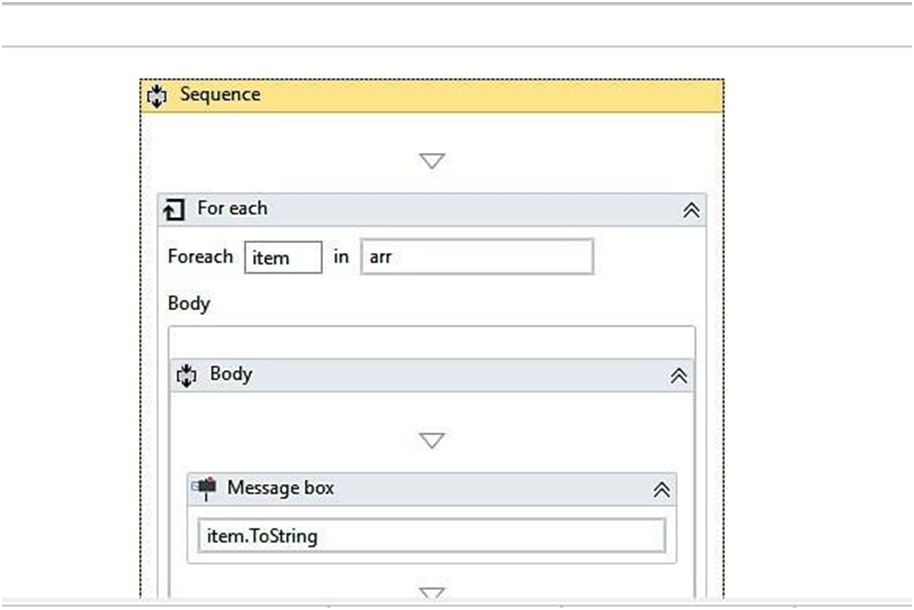 Sequence
For each
Foreach item in arr
Body
Body
Message box
item.ToString